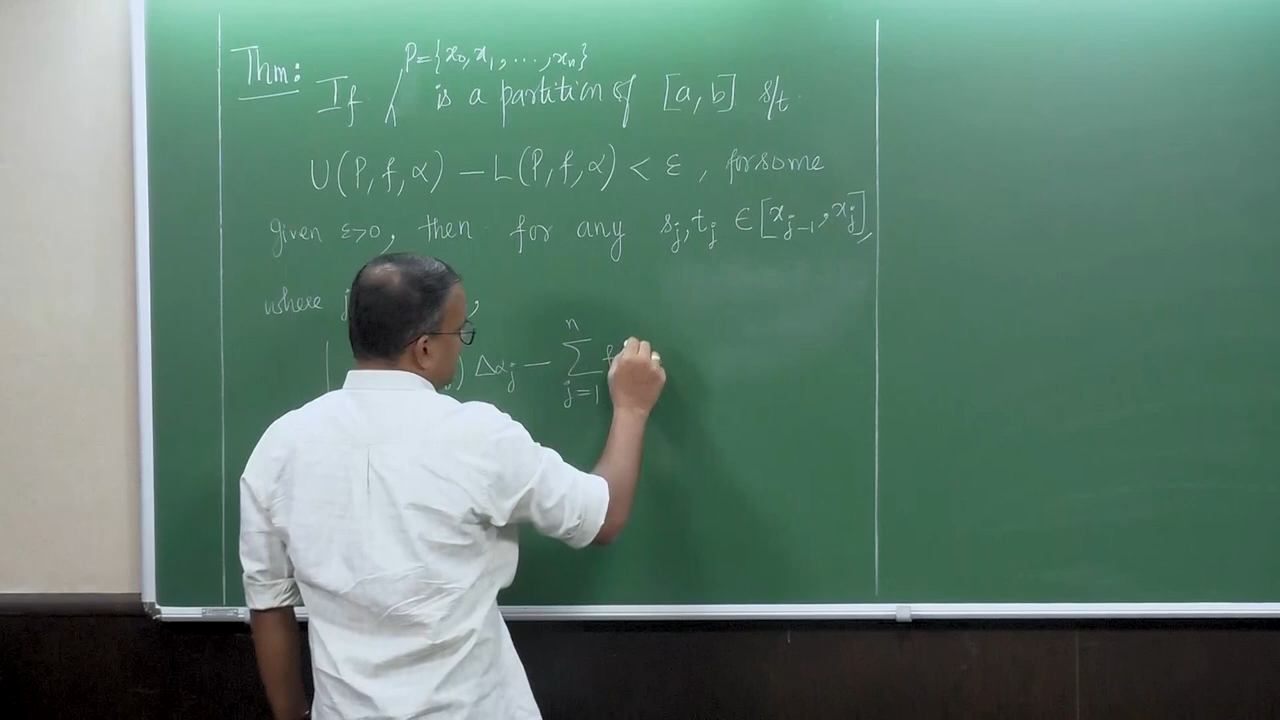 Thm:
P={x₀,x₁,...,xₙ}
If is a partition of [a,b] s/t.
U(P,f,α) – L(P,f,α) < ε, for some
given ε>0, then for any sⱼ,tⱼ ∈ [xⱼ₋₁,xⱼ],
where j ,
| ) Δαⱼ – ∑ⁿⱼ₌₁ f